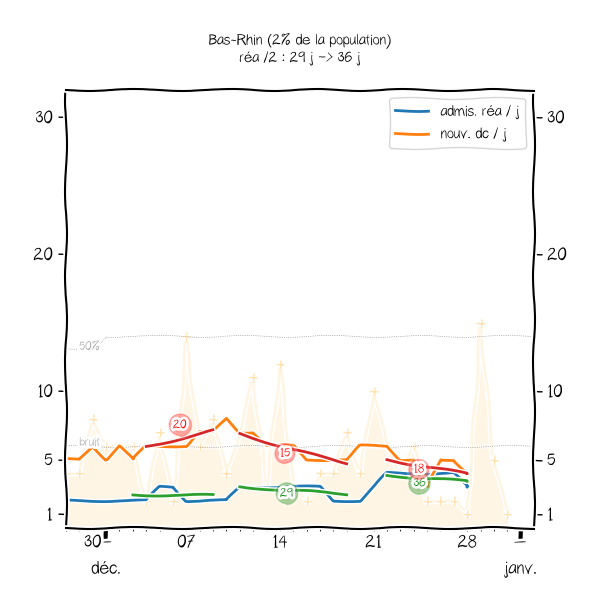 Bas-Rhin (2% de la population)
réa /2 : 29 j -> 36 j
admis. réa / j
nouv. dc / j
30 30
20 20
50%
10 10
20
bruit
15
18
36
5 5
29
1 1
30 07 14 21 28
déc. janv.